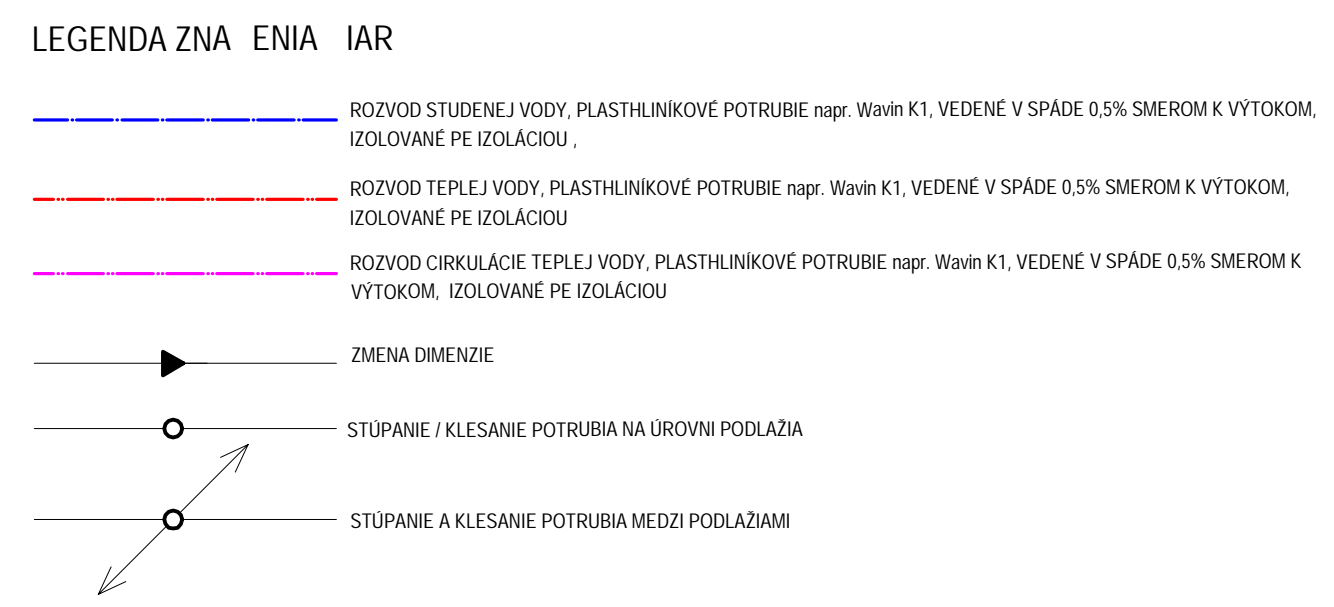 LEGENDA ZNA ENIA IAR
ROZVOD STUDENEJ VODY, PLASTHLINÍKOVÉ POTRUBIE napr. Wavin K1, VEDENÉ V SPÁDE 0,5% SMEROM K VÝTOKOM,
IZOLOVANÉ PE IZOLÁCIOU ,
ROZVOD TEPLEJ VODY, PLASTHLINÍKOVÉ POTRUBIE napr. Wavin K1, VEDENÉ V SPÁDE 0,5% SMEROM K VÝTOKOM,
IZOLOVANÉ PE IZOLÁCIOU
ROZVOD CIRKULÁCIE TEPLEJ VODY, PLASTHLINÍKOVÉ POTRUBIE napr. Wavin K1, VEDENÉ V SPÁDE 0,5% SMEROM K
VÝTOKOM, IZOLOVANÉ PE IZOLÁCIOU
ZMENA DIMENZIE
STÚPANIE / KLESANIE POTRUBIA NA ÚROVNI PODLAŽIA
STÚPANIE A KLESANIE POTRUBIA MEDZI PODLAŽIAMI